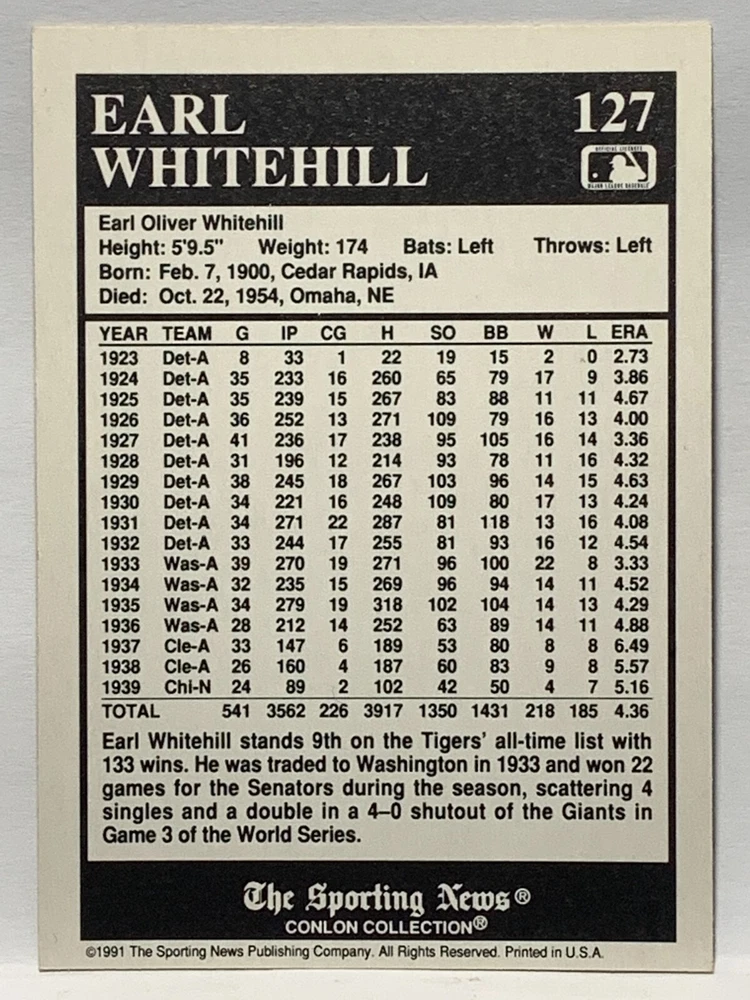 EARL 127
WHITEHILL
OFFICIAL LICENSEE
MAJOR LEAGUE BASEBALL
Earl Oliver Whitehill
Height: 5'9.5" Weight: 174 Bats: Left Throws: Left
Born: Feb. 7, 1900, Cedar Rapids, IA
Died: Oct. 22, 1954, Omaha, NE
YEAR TEAM G IP CG H SO BB W L ERA
1923 Det-A 8 33 1 22 19 15 2 0 2.73
1924 Det-A 35 233 16 260 65 79 17 9 3.86
1925 Det-A 35 239 15 267 83 88 11 11 4.67
1926 Det-A 36 252 13 271 109 79 16 13 4.00
1927 Det-A 41 236 17 238 95 105 16 14 3.36
1928 Det-A 31 196 12 214 93 78 11 16 4.32
1929 Det-A 38 245 18 267 103 96 14 15 4.63
1930 Det-A 34 221 16 248 109 80 17 13 4.24
1931 Det-A 34 271 22 287 81 118 13 16 4.08
1932 Det-A 33 244 17 255 81 93 16 12 4.54
1933 Was-A 39 270 19 271 96 100 22 8 3.33
1934 Was-A 32 235 15 269 96 94 14 11 4.52
1935 Was-A 34 279 19 318 102 104 14 13 4.29
1936 Was-A 28 212 14 252 63 89 14 11 4.88
1937 Cle-A 33 147 6 189 53 80 8 8 6.49
1938 Cle-A 26 160 4 187 60 83 9 8 5.57
1939 Chi-N 24 89 2 102 42 50 4 7 5.16
TOTAL 541 3562 226 3917 1350 1431 218 185 4.36
Earl Whitehill stands 9th on the Tigers' all-time list with
133 wins. He was traded to Washington in 1933 and won 22
games for the Senators during the season, scattering 4
singles and a double in a 4–0 shutout of the Giants in
Game 3 of the World Series.
The Sporting News®
CONLON COLLECTION®
©1991 The Sporting News Publishing Company. All Rights Reserved. Printed in U.S.A.